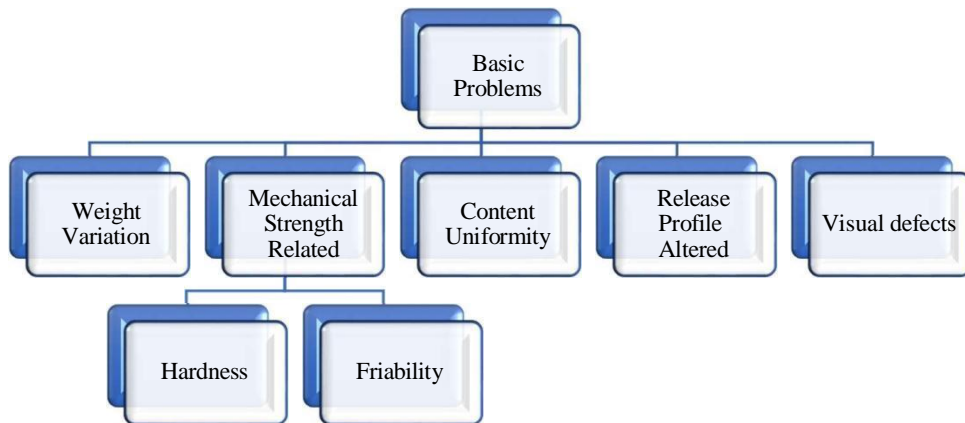 Basic
Problems
Weight
Variation
Mechanical
Strength
Related
Content
Uniformity
Release
Profile
Altered
Visual defects
Hardness
Friability